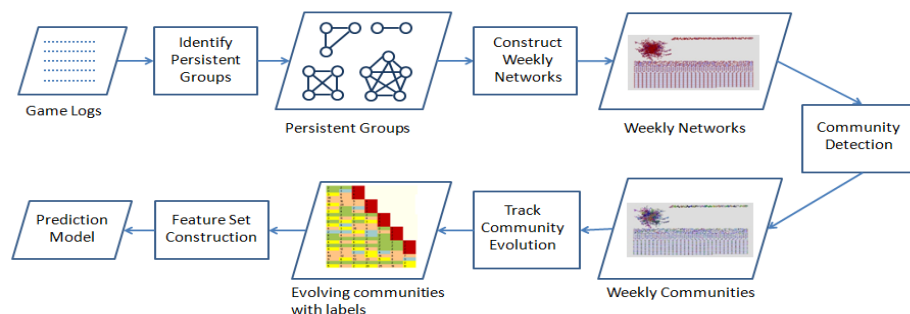 Identify
Persistent
Groups
Construct
Weekly
Networks
Game Logs
Persistent Groups
Weekly Networks
Community
Detection
Prediction
Model
Feature Set
Construction
Track
Community
Evolution
Evolving communities
with labels
Weekly Communities